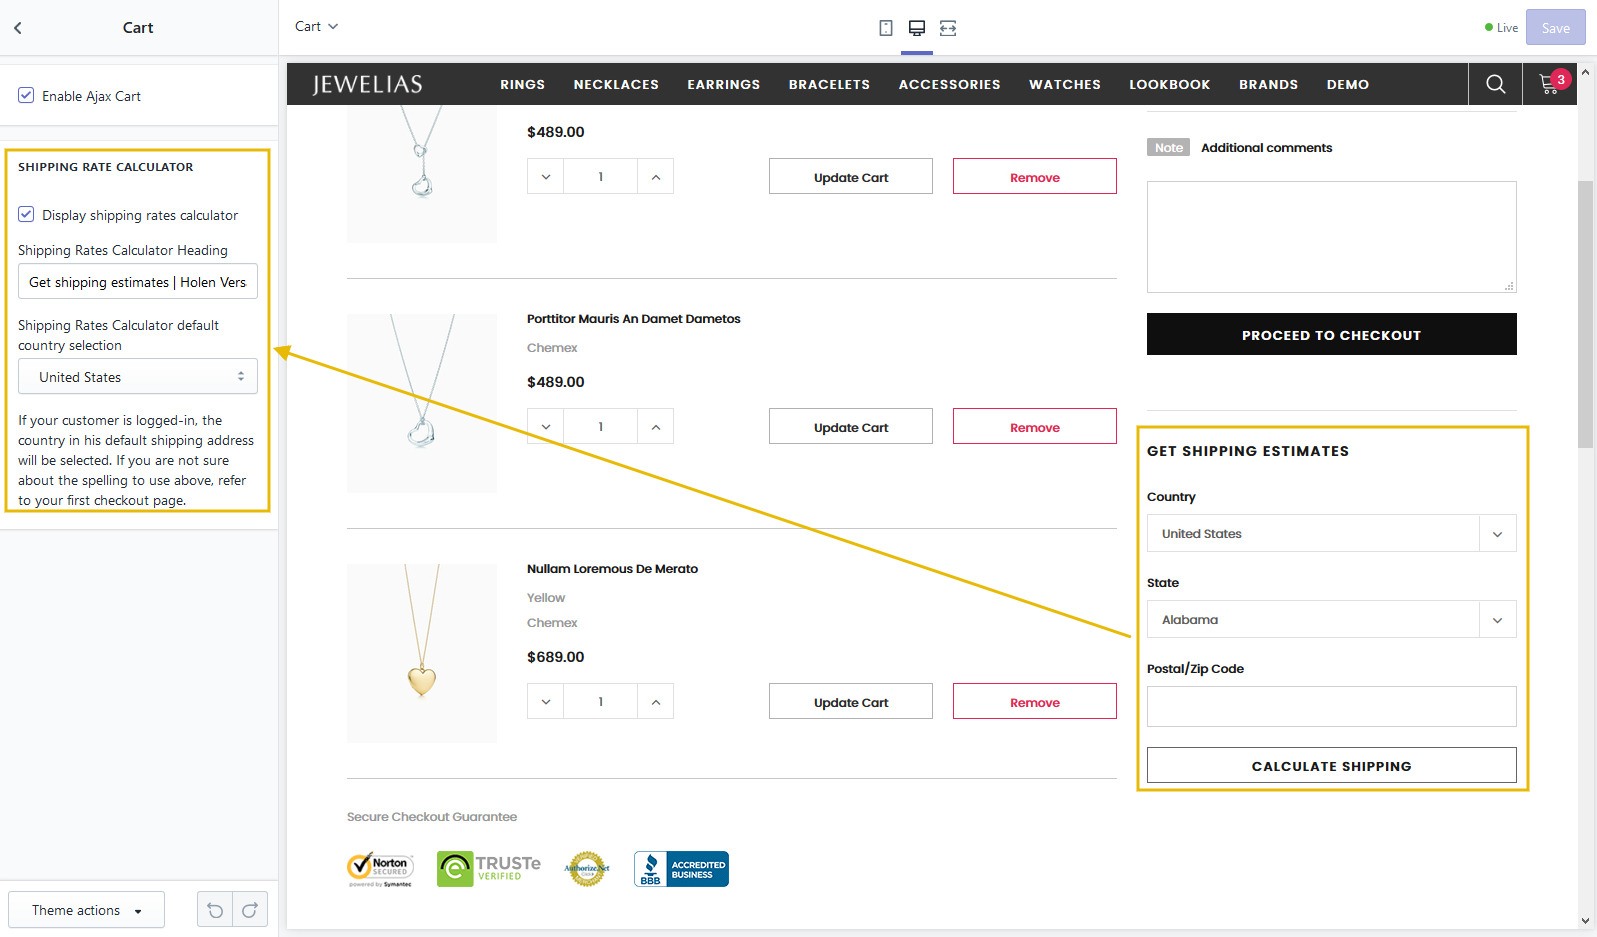 Cart
Cart
Live
Save
Enable Ajax Cart
SHIPPING RATE CALCULATOR
Display shipping rates calculator
Shipping Rates Calculator Heading
Get shipping estimates | Holen Vers
Shipping Rates Calculator default
country selection
United States
If your customer is logged-in, the
country in his default shipping address
will be selected. If you are not sure
about the spelling to use above, refer
to your first checkout page.
Theme actions
JEWELIAS
RINGS NECKLACES EARRINGS BRACELETS ACCESSORIES WATCHES LOOKBOOK BRANDS DEMO
3
$489.00
1
Update Cart
Remove
Porttitor Mauris An Damet Dametos
Chemex
$489.00
1
Update Cart
Remove
Nullam Loremous De Merato
Yellow
Chemex
$689.00
1
Update Cart
Remove
Secure Checkout Guarantee
Norton
SECURED
powered by Symantec
TRUSTe
VERIFIED
Authorize.Net
BBB
ACCREDITED
BUSINESS
Note Additional comments
PROCEED TO CHECKOUT
GET SHIPPING ESTIMATES
Country
United States
State
Alabama
Postal/Zip Code
CALCULATE SHIPPING